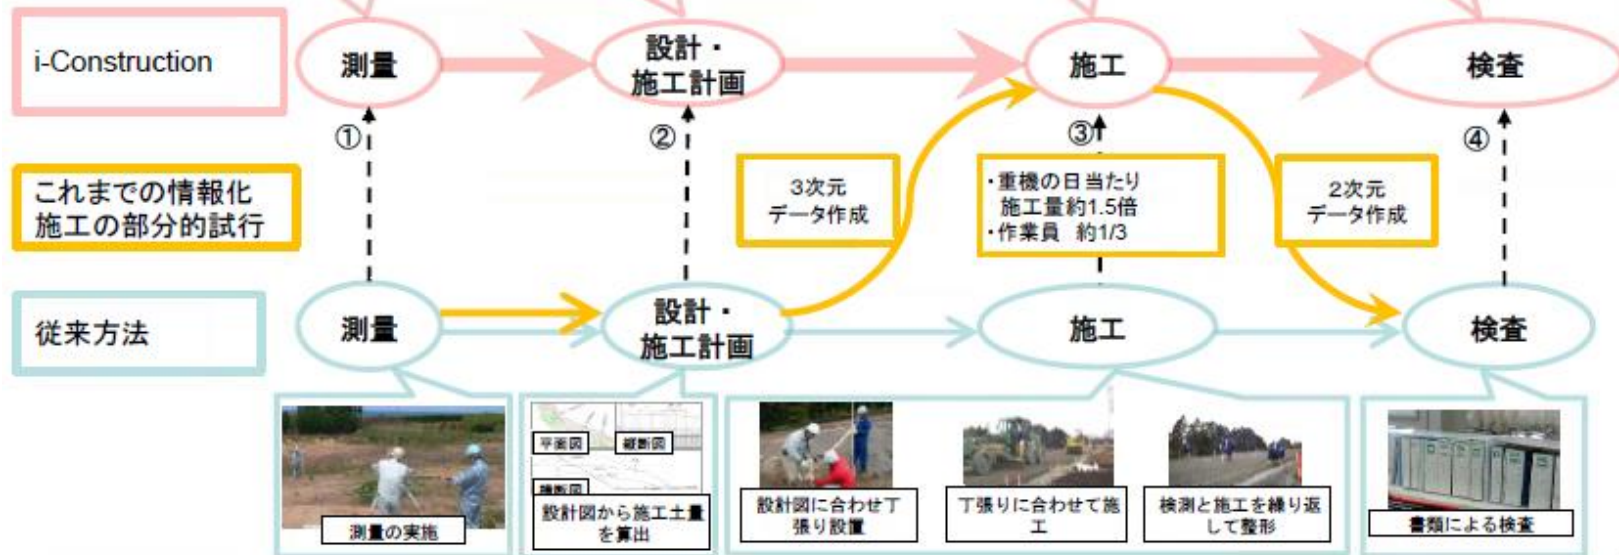 i-Construction
測量
設計・
施工計画
施工
検査
①
②
③
④
これまでの情報化
施工の部分的試行
3次元
データ作成
・重機の日当たり
施工量約1.5倍
・作業員 約1/3
2次元
データ作成
従来方法
測量
設計・
施工計画
施工
検査
測量の実施
平面図
縦断図
横断図
設計図から施工土量
を算出
設計図に合わせ丁
張り設置
丁張りに合わせて施
工
検測と施工を繰り返
して整形
書類による検査